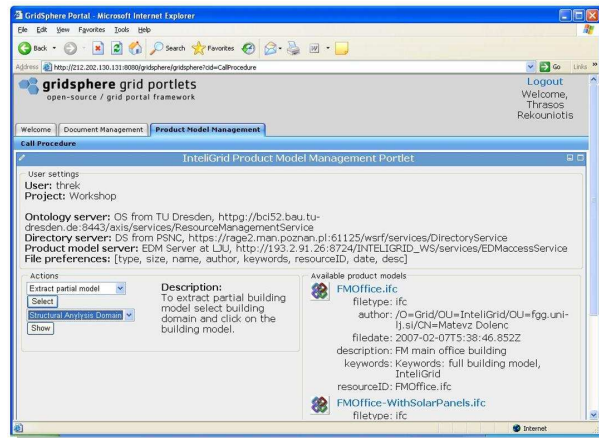 GridSphere Portal - Microsoft Internet Explorer
File Edit View Favorites Tools Help
Back Search Favorites
Address http://212.202.130.131:8080/gridsphere/gridsphere?cid=CallProcedure Go Links »
gridsphere grid portlets
open-source / grid portal framework
Logout
Welcome,
Thrasos
Rekouniotis
Welcome Document Management Product Model Management
Call Procedure
InteliGrid Product Model Management Portlet
User settings
User: threk
Project: Workshop
Ontology server: OS from TU Dresden, httpg://bci52.bau.tu-
dresden.de:8443/axis/services/ResourceManagementService
Directory server: DS from PSNC, https://rage2.man.poznan.pl:61125/wsrf/services/DirectoryService
Product model server: EDM Server at LJU, http://193.2.91.26:8724/INTELIGRID_WS/services/EDMaccessService
File preferences: [type, size, name, author, keywords, resourceID, date, desc]
Actions
Extract partial model
Select
Structural Anylysis Domain
Show
Description:
To extract partial building
model select building
domain and click on the
building model.
Available product models
FMOffice.ifc
filetype: ifc
author: /O=Grid/OU=InteliGrid/OU=fgg.uni-
lj.si/CN=Matevz Dolenc
filedate: 2007-02-07T5:38:46.852Z
description: FM main office building
keywords: Keywords: full building model,
InteliGrid
resourceID: FMOffice.ifc
FMOffice-WithSolarPanels.ifc
filetype: ifc
Internet